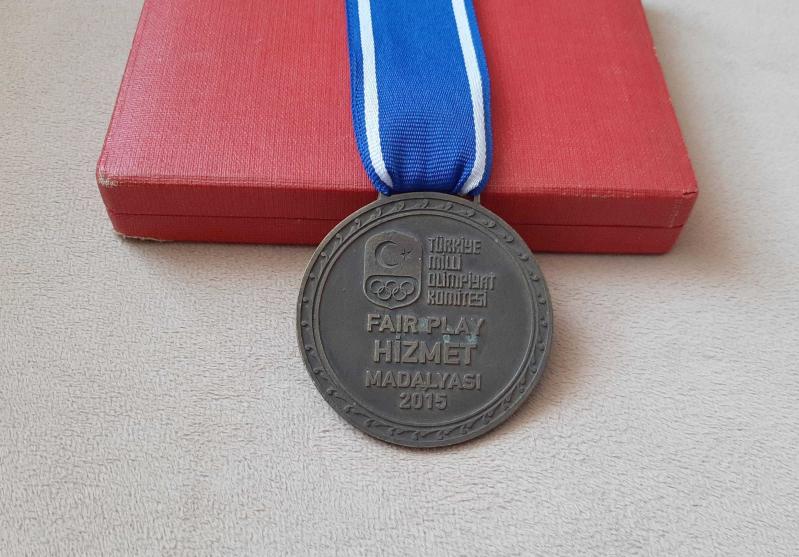 TÜRKİYE
MİLLİ
OLİMPİYAT
KOMİTESİ
FAIR PLAY
HİZMET
MADALYASI
2015